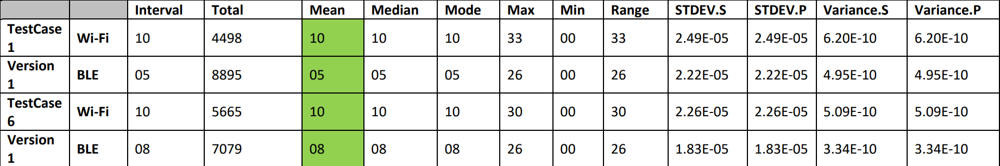 Interval Total Mean Median Mode Max Min Range STDEV.S STDEV.P Variance.S Variance.P
TestCase
1 Wi-Fi 10 4498 10 10 10 33 00 33 2.49E-05 2.49E-05 6.20E-10 6.20E-10
Version
1 BLE 05 8895 05 05 05 26 00 26 2.22E-05 2.22E-05 4.95E-10 4.95E-10
TestCase
6 Wi-Fi 10 5665 10 10 10 30 00 30 2.26E-05 2.26E-05 5.09E-10 5.09E-10
Version
1 BLE 08 7079 08 08 08 26 00 26 1.83E-05 1.83E-05 3.34E-10 3.34E-10